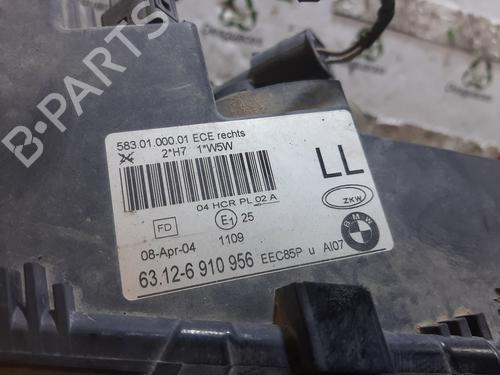 B-PARTS
583.01.000.01 ECE rechts
2*H7 1*W5W
LL
04 HCR PL 02 A
ZKW
FD
E1 25
BMW
08-Apr-04
1109
63.12-6 910 956 EEC85P u AI07